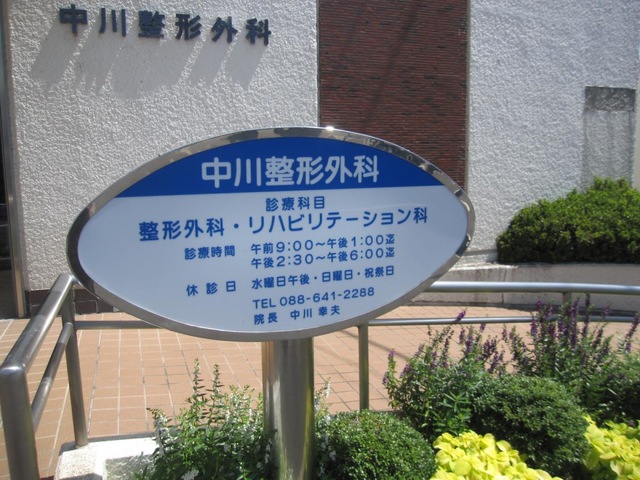 中川整形外科
中川整形外科
診療科目
整形外科・リハビリテーション科
診療時間 午前9:00～午後1:00迄
午後2:30～午後6:00迄
休診日 水曜日午後・日曜日・祝祭日
TEL 088-641-2288
院長 中川 幸夫